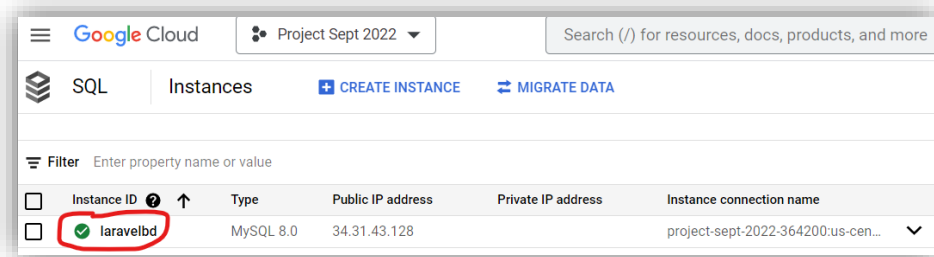 Google Cloud Project Sept 2022 Search (/) for resources, docs, products, and more
SQL Instances CREATE INSTANCE MIGRATE DATA
Filter Enter property name or value
Instance ID ? Type Public IP address Private IP address Instance connection name
laravelbd MySQL 8.0 34.31.43.128 project-sept-2022-364200:us-cen...